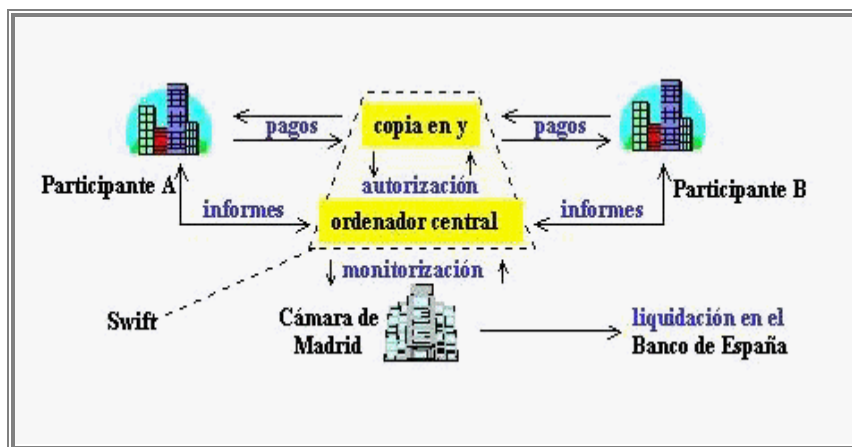 copia en y
pagos
pagos
Participante A
autorización
Participante B
informes
ordenador central
informes
monitorización
Swift
Cámara de
Madrid
liquidación en el
Banco de España